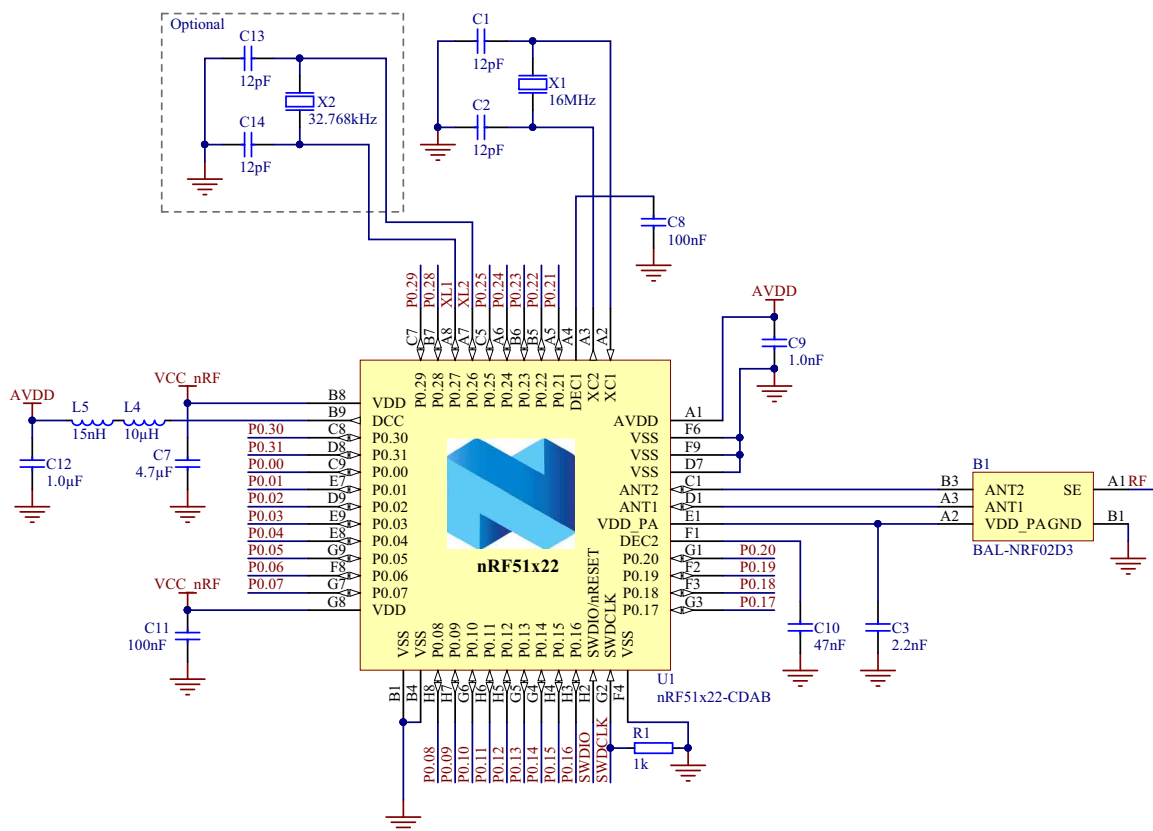 Optional
C13
12pF
X2
32.768kHz
C14
12pF
C1
12pF
X1
16MHz
C2
12pF
C8
100nF
P0.29
P0.28
XL1
XL2
P0.25
P0.24
P0.23
P0.22
P0.21
C7
B7
A8
A7
C5
A6
B6
B5
A5
A4
A3
A2
P0.29
P0.28
P0.27
P0.26
P0.25
P0.24
P0.23
P0.22
P0.21
DEC1
XC2
XC1
AVDD
C9
1.0nF
AVDD
L5
15nH
L4
10µH
VCC_nRF
C12
1.0µF
C7
4.7µF
B8 VDD
B9 DCC
P0.30 C8 P0.30
P0.31 D8 P0.31
P0.00 C9 P0.00
P0.01 E7 P0.01
P0.02 D9 P0.02
P0.03 E9 P0.03
P0.04 E8 P0.04
P0.05 G9 P0.05
P0.06 F8 P0.06
P0.07 G7 P0.07
G8 VDD
VCC_nRF
C11
100nF
nRF51x22
AVDD A1
VSS F6
VSS F9
VSS D7
ANT2 C1
ANT1 D1
VDD_PA E1
DEC2 F1
P0.20 G1 P0.20
P0.19 F2 P0.19
P0.18 F3 P0.18
P0.17 G3 P0.17
B1
B3 ANT2 SE A1 RF
A3 ANT1
A2 VDD_PA GND B1
BAL-NRF02D3
C10
47nF
C3
2.2nF
VSS
VSS
P0.08
P0.09
P0.10
P0.11
P0.12
P0.13
P0.14
P0.15
P0.16
SWDIO/nRESET
SWDCLK
VSS
U1
nRF51x22-CDAB
B1
B4
H8
H7
G6
H6
H5
G5
G4
H4
H3
H2
G2
F4
P0.08
P0.09
P0.10
P0.11
P0.12
P0.13
P0.14
P0.15
P0.16
SWDIO
SWDCLK
R1
1k